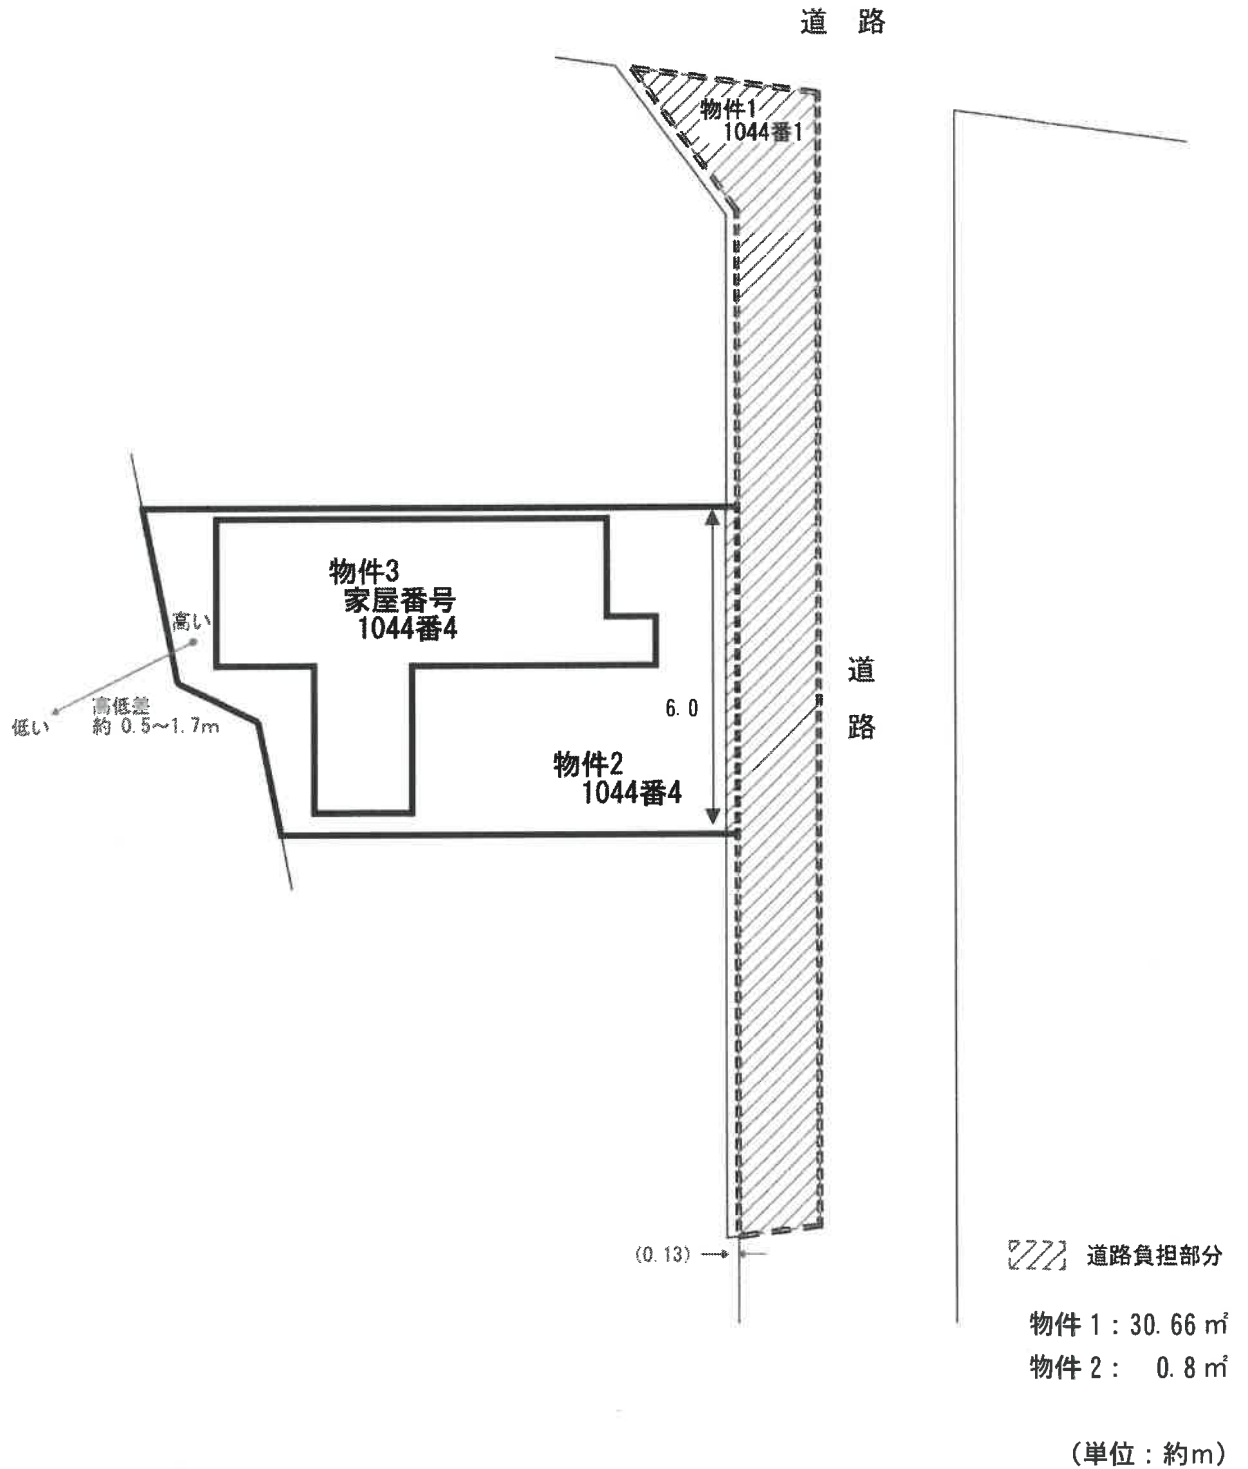 道　路
物件1
1044番1
物件3
家屋番号
1044番4
高い
高低差
低い
約 0.5～1.7m
6.0
道
路
物件2
1044番4
(0.13)
道路負担部分
物件1：30.66㎡
物件2：　0.8㎡
（単位：約m）